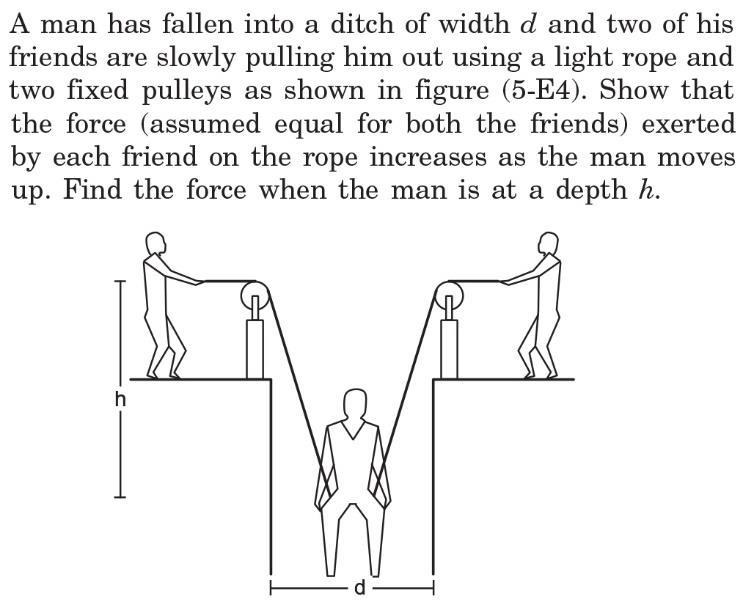 A man has fallen into a ditch of width d and two of his
friends are slowly pulling him out using a light rope and
two fixed pulleys as shown in figure (5-E4). Show that
the force (assumed equal for both the friends) exerted
by each friend on the rope increases as the man moves
up. Find the force when the man is at a depth h.
h
d